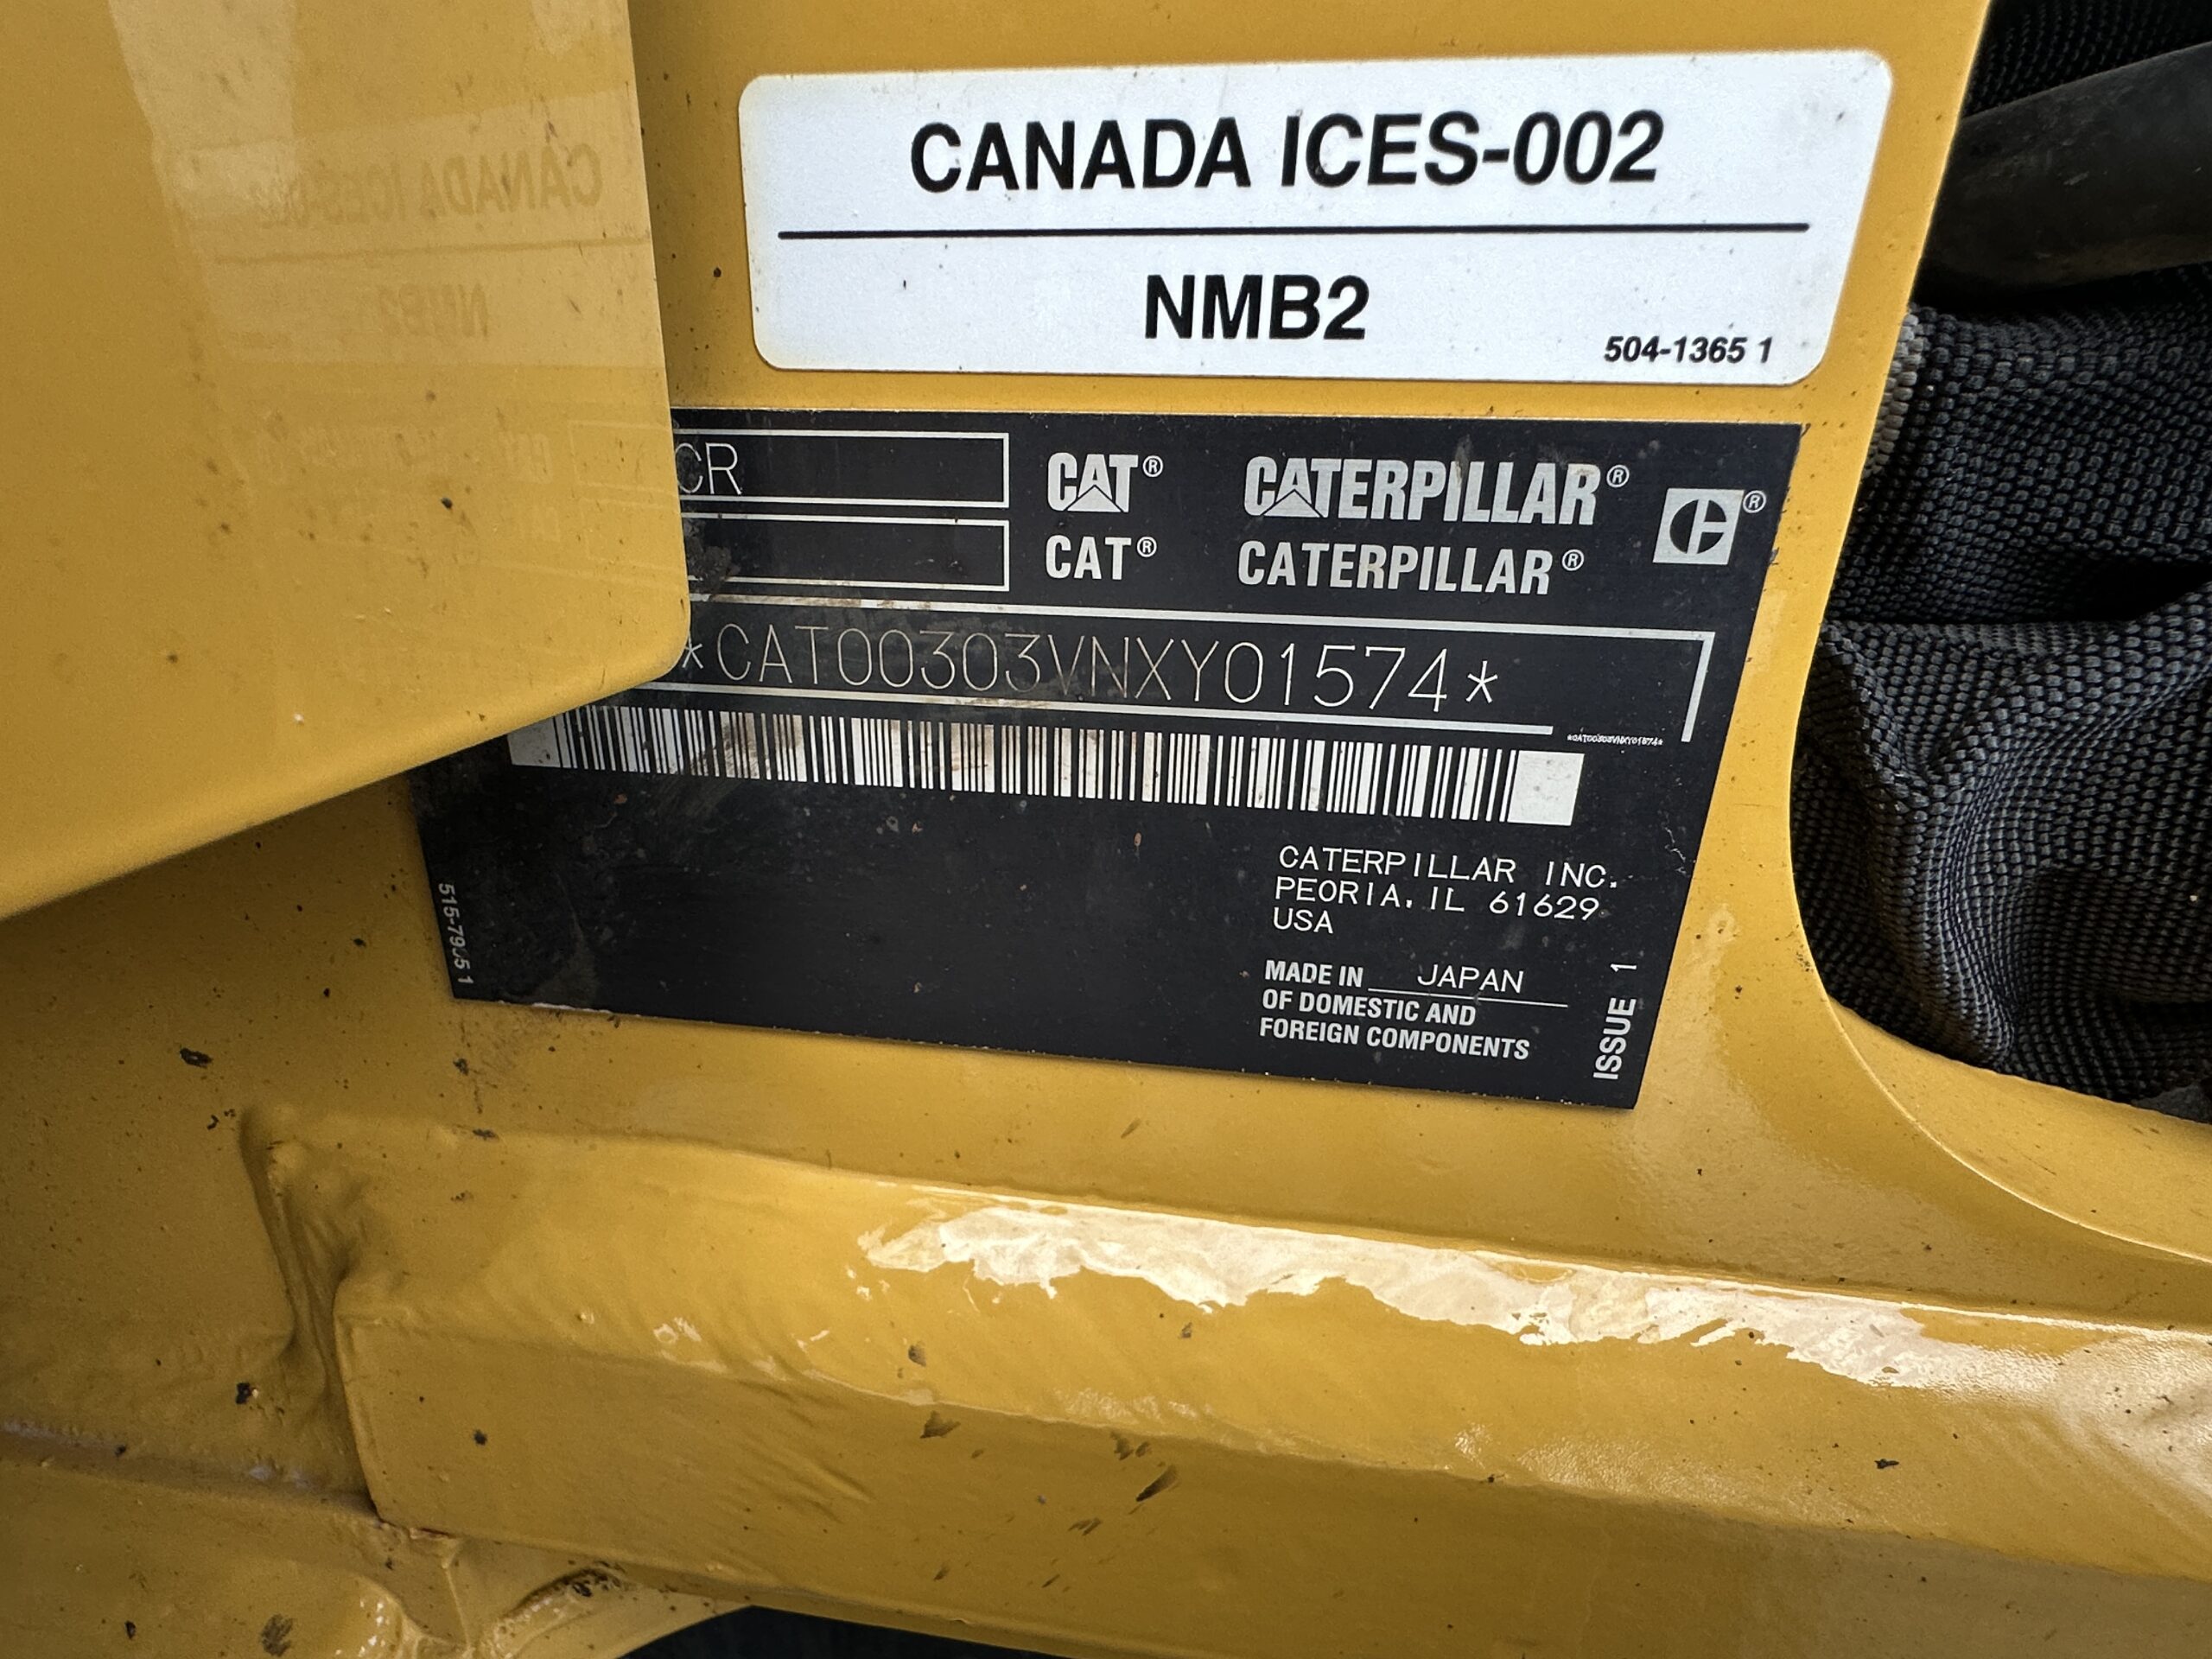 CANADA ICES-002
NMB2
504-1365 1
CR
CAT® CATERPILLAR® ®
CAT® CATERPILLAR®
*CAT00303VNXY01574*
*CAT00303VNXY01574*
CATERPILLAR INC.
PEORIA, IL 61629
USA
MADE IN JAPAN
OF DOMESTIC AND
FOREIGN COMPONENTS
ISSUE 1